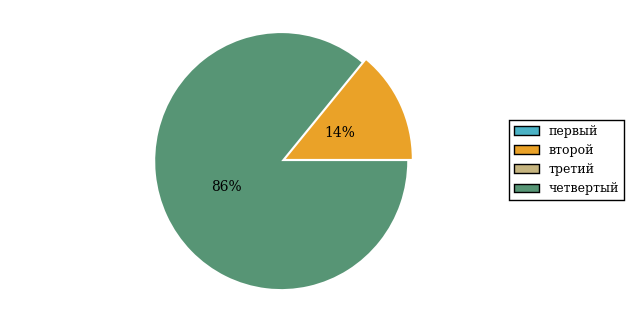 14%
86%
первый
второй
третий
четвертый